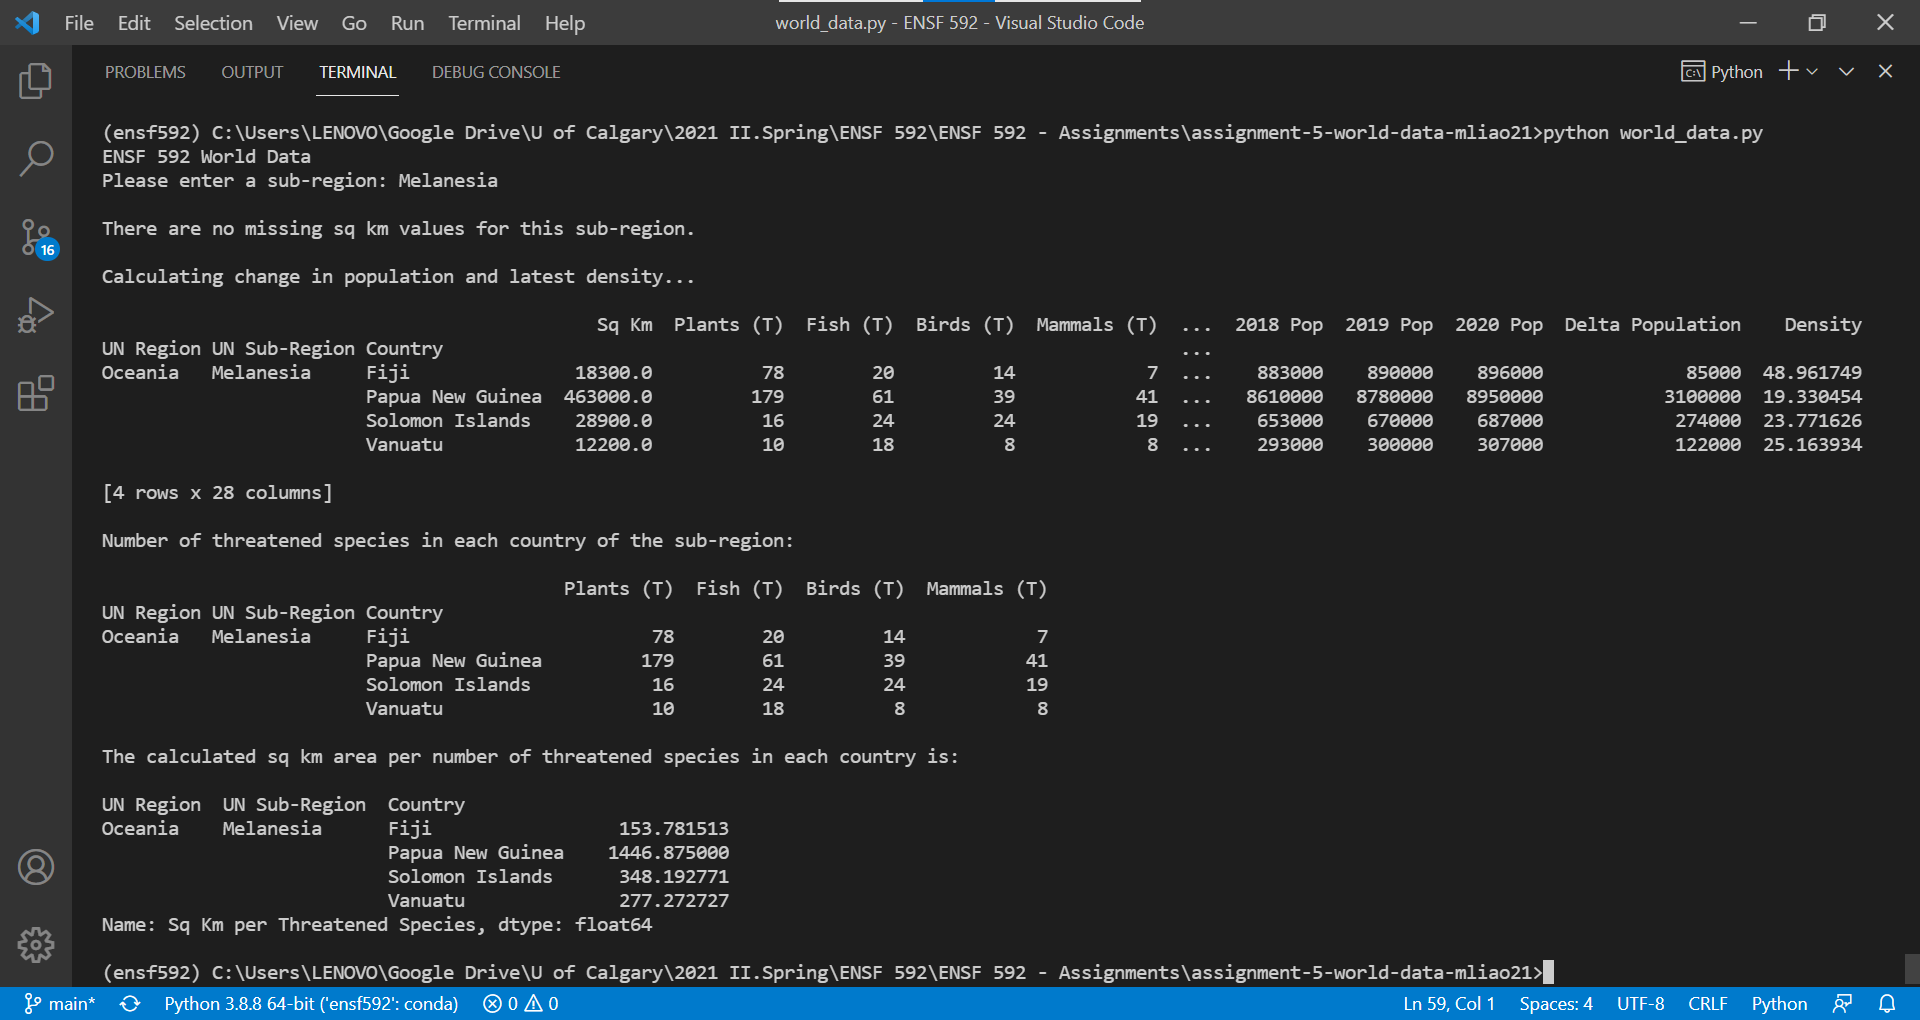 File Edit Selection View Go Run Terminal Help world_data.py - ENSF 592 - Visual Studio Code
PROBLEMS OUTPUT TERMINAL DEBUG CONSOLE Python
16
(ensf592) C:\Users\LENOVO\Google Drive\U of Calgary\2021 II.Spring\ENSF 592\ENSF 592 - Assignments\assignment-5-world-data-mliao21>python world_data.py
ENSF 592 World Data
Please enter a sub-region: Melanesia
There are no missing sq km values for this sub-region.
Calculating change in population and latest density...
Sq Km Plants (T) Fish (T) Birds (T) Mammals (T) ... 2018 Pop 2019 Pop 2020 Pop Delta Population Density
UN Region UN Sub-Region Country ...
Oceania Melanesia Fiji 18300.0 78 20 14 7 ... 883000 890000 896000 85000 48.961749
Papua New Guinea 463000.0 179 61 39 41 ... 8610000 8780000 8950000 3100000 19.330454
Solomon Islands 28900.0 16 24 24 19 ... 653000 670000 687000 274000 23.771626
Vanuatu 12200.0 10 18 8 8 ... 293000 300000 307000 122000 25.163934
[4 rows x 28 columns]
Number of threatened species in each country of the sub-region:
Plants (T) Fish (T) Birds (T) Mammals (T)
UN Region UN Sub-Region Country
Oceania Melanesia Fiji 78 20 14 7
Papua New Guinea 179 61 39 41
Solomon Islands 16 24 24 19
Vanuatu 10 18 8 8
The calculated sq km area per number of threatened species in each country is:
UN Region UN Sub-Region Country
Oceania Melanesia Fiji 153.781513
Papua New Guinea 1446.875000
Solomon Islands 348.192771
Vanuatu 277.272727
Name: Sq Km per Threatened Species, dtype: float64
(ensf592) C:\Users\LENOVO\Google Drive\U of Calgary\2021 II.Spring\ENSF 592\ENSF 592 - Assignments\assignment-5-world-data-mliao21>
main* Python 3.8.8 64-bit ('ensf592': conda) 0 0 Ln 59, Col 1 Spaces: 4 UTF-8 CRLF Python